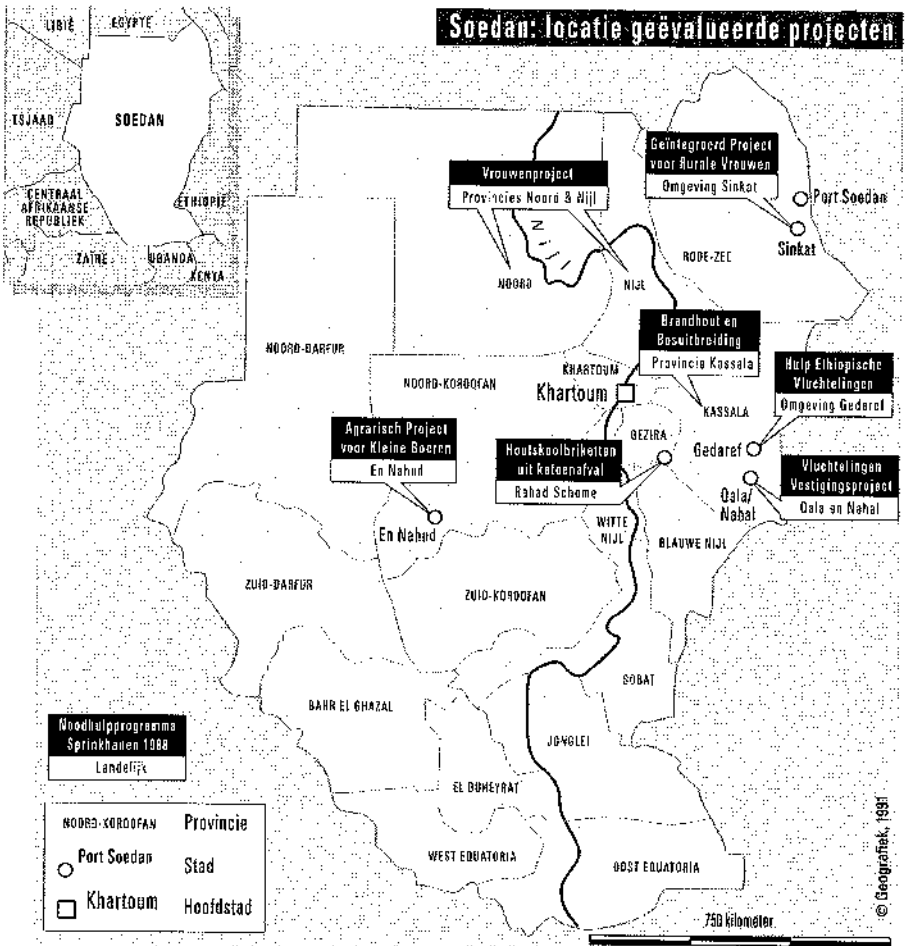 Soedan: locatie geëvalueerde projecten
LIBIË
EGYPTE
TSJAAD
SOEDAN
CENTRAAL
AFRIKAANSE
REPUBLIEK
ETHIOPIË
ZAÏRE
UGANDA
KENYA
Vrouwenproject
Provincies Noord & Nijl
Geïntegreerd Project
voor Rurale Vrouwen
Omgeving Sinkat
Port Soedan
Sinkat
RODE-ZEE
NIJL
NOORD
NIJL
NOORD-DARFUR
NOORD-KORDOFAN
KHARTOUM
Khartoum
Brandhout en
Bosuitbreiding
Provincie Kassala
KASSALA
Hulp Ethiopische
Vluchtelingen
Omgeving Gedaref
Gedaref
GEZIRA
Agrarisch Project
voor Kleine Boeren
En Nahud
En Nahud
Houtskoolbriketten
uit katoenafval
Rahad Scheme
Vluchtelingen
Vestigingsproject
Qala en Nahal
Qala/
Nahal
WITTE
NIJL
BLAUWE NIJL
ZUID-DARFUR
ZUID-KORDOFAN
SOBAT
BAHR EL GHAZAL
JONGLEI
Noodhulpprogramma
Sprinkhanen 1988
Landelijk
EL BUHEYRAT
WEST EQUATORIA
OOST EQUATORIA
NOORD-KORDOFAN Provincie
Port Soedan Stad
Khartoum Hoofdstad
750 kilometer
© Geografiek, 1991